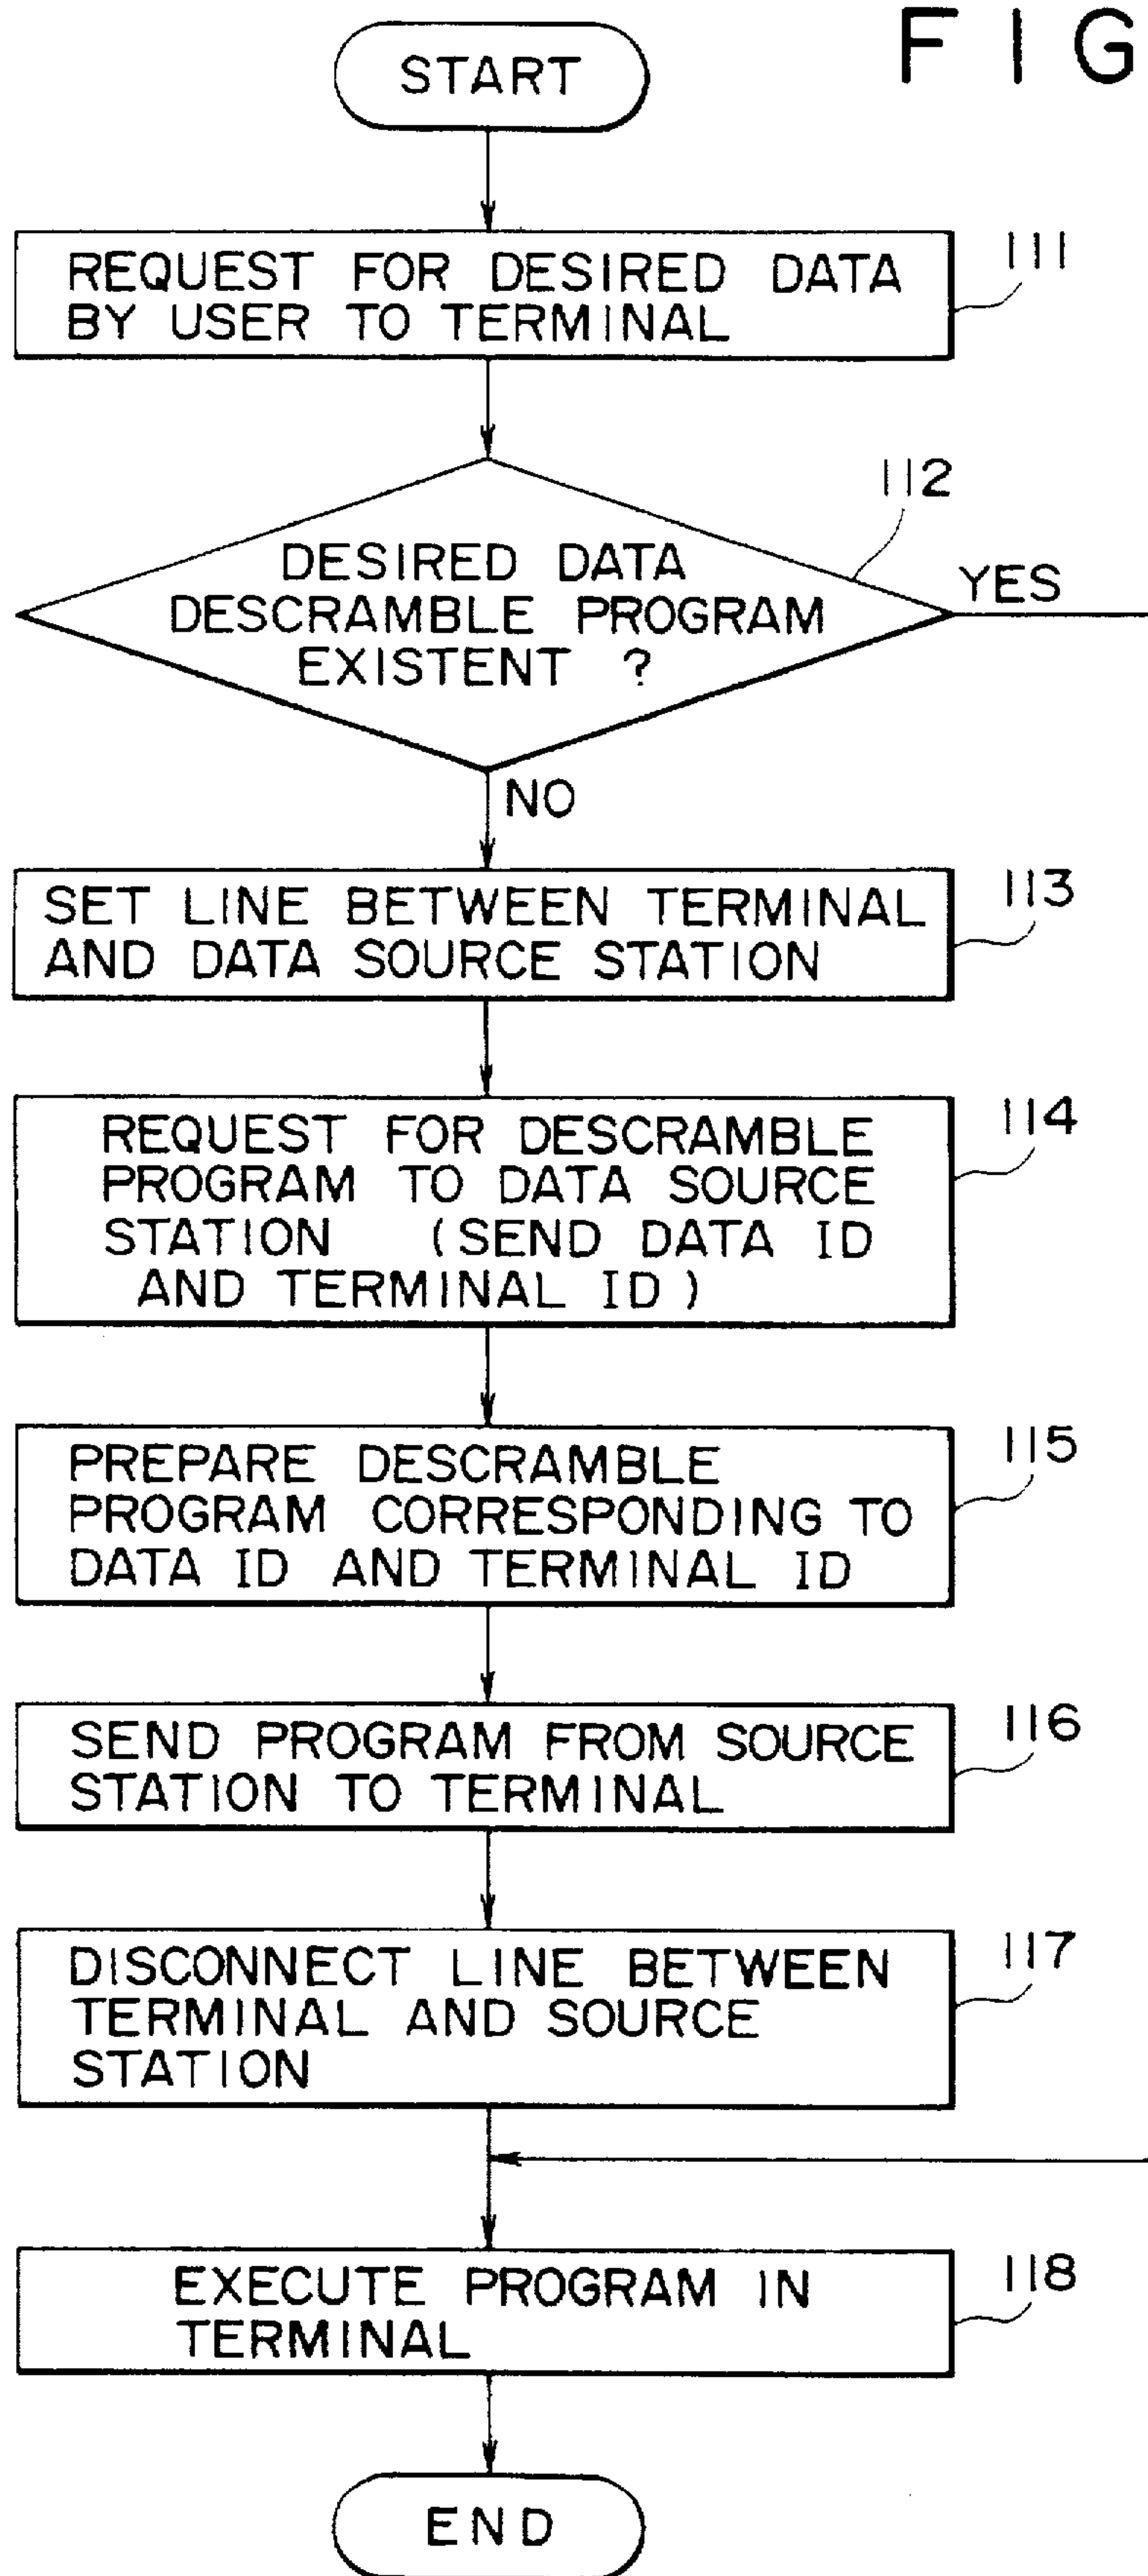 FIG
START
REQUEST FOR DESIRED DATA
BY USER TO TERMINAL
111
112
DESIRED DATA
DESCRAMBLE PROGRAM
EXISTENT ?
YES
NO
SET LINE BETWEEN TERMINAL
AND DATA SOURCE STATION
113
REQUEST FOR DESCRAMBLE
PROGRAM TO DATA SOURCE
STATION (SEND DATA ID
AND TERMINAL ID)
114
PREPARE DESCRAMBLE
PROGRAM CORRESPONDING TO
DATA ID AND TERMINAL ID
115
SEND PROGRAM FROM SOURCE
STATION TO TERMINAL
116
DISCONNECT LINE BETWEEN
TERMINAL AND SOURCE
STATION
117
EXECUTE PROGRAM IN
TERMINAL
118
END